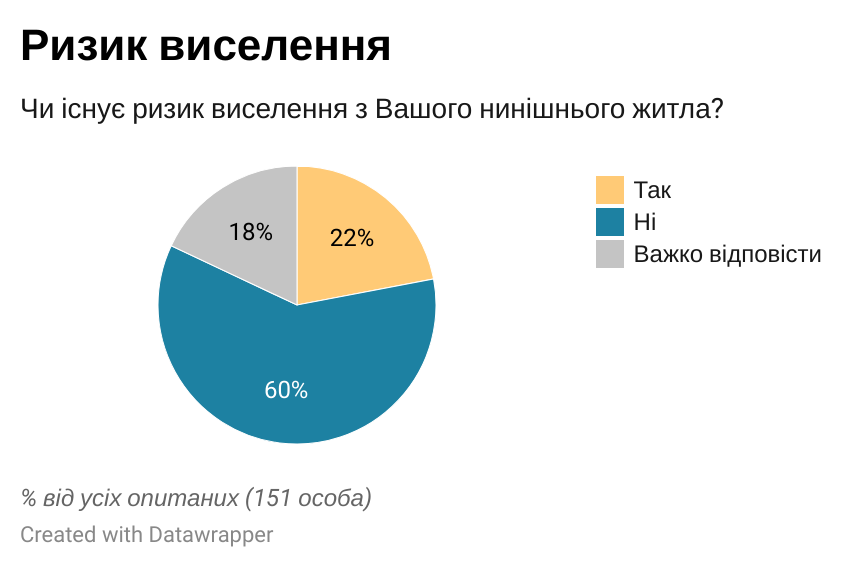 Ризик виселення
Чи існує ризик виселення з Вашого нинішнього житла?
Так
Ні
Важко відповісти
18%
22%
60%
% від усіх опитаних (151 особа)
Created with Datawrapper